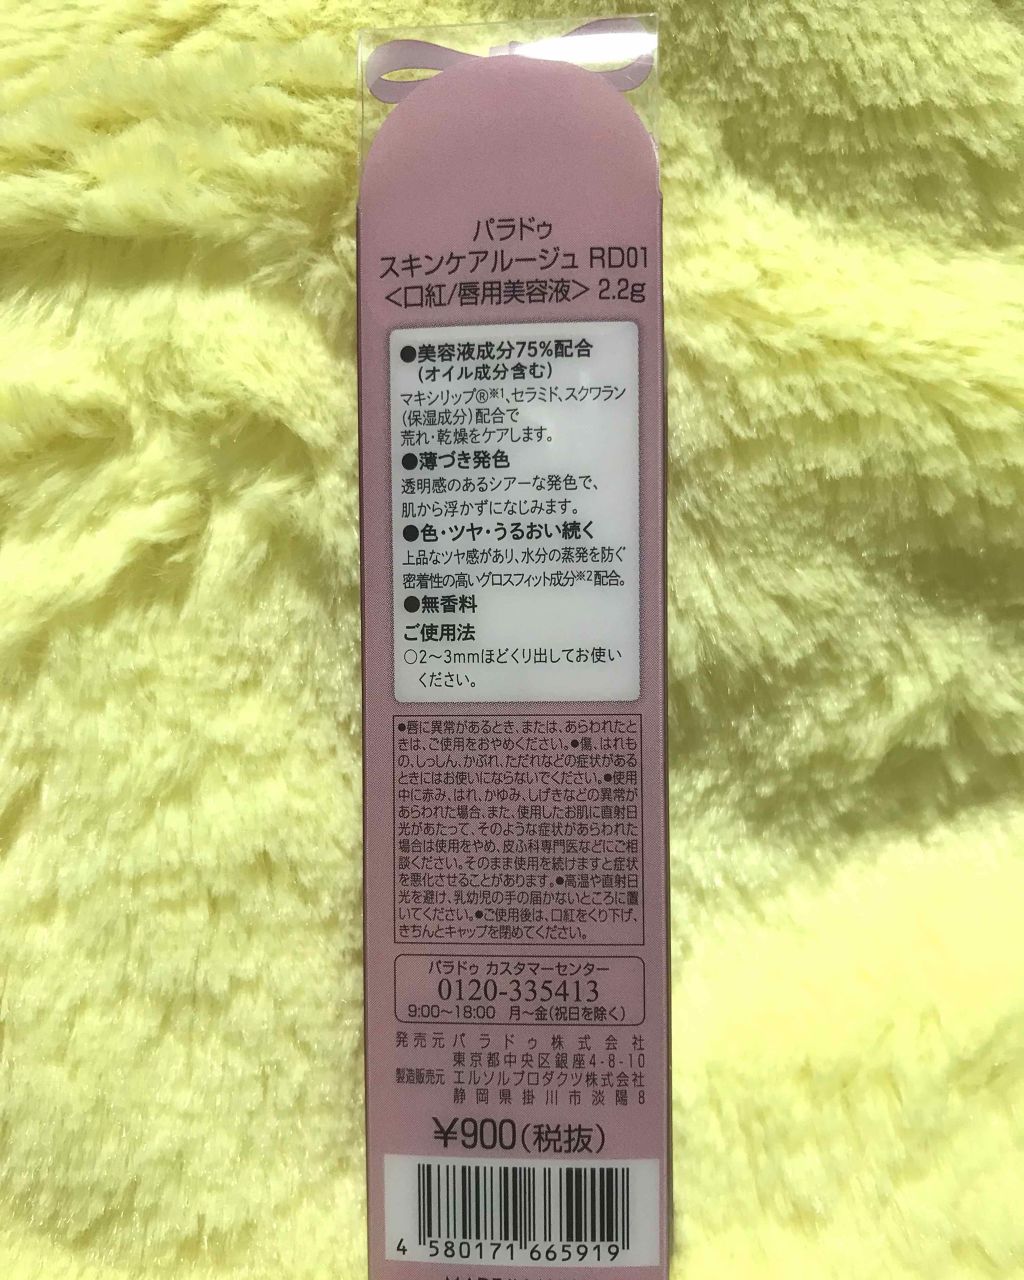 パラドゥ
スキンケアルージュ RD01
<口紅/唇用美容液> 2.2g
●美容液成分75%配合
(オイル成分含む)
マキシリップ®※1、セラミド、スクワラン
(保湿成分)配合で
荒れ・乾燥をケアします。
●薄づき発色
透明感のあるシアーな発色で、
肌から浮かずになじみます。
●色・ツヤ・うるおい続く
上品なツヤ感があり、水分の蒸発を防ぐ
密着性の高いグロスフィット成分※2配合。
●無香料
ご使用法
○2〜3mmほどくり出してお使い
ください。
●唇に異常があるとき、または、あらわれたと
きは、ご使用をおやめください。●傷、はれも
の、しっしん、かぶれ、ただれなどの症状がある
ときにはお使いにならないでください。●使用
中に赤み、はれ、かゆみ、しげきなどの異常が
あらわれた場合、また、使用したお肌に直射日
光があたって、そのような症状があらわれた
場合は使用をやめ、皮ふ科専門医などにご相
談ください。そのまま使用を続けますと症状
を悪化させることがあります。●高温や直射日
光を避け、乳幼児の手の届かないところに置
いてください。●ご使用後は、口紅をくり下げ、
きちんとキャップを閉めてください。
パラドゥ カスタマーセンター
0120-335413
9:00〜18:00 月〜金(祝日を除く)
発売元 パラドゥ株式会社
東京都中央区銀座4-8-10
製造販売元 エルソルプロダクツ株式会社
静岡県掛川市淡陽8
¥900(税抜)
4 580171 665919